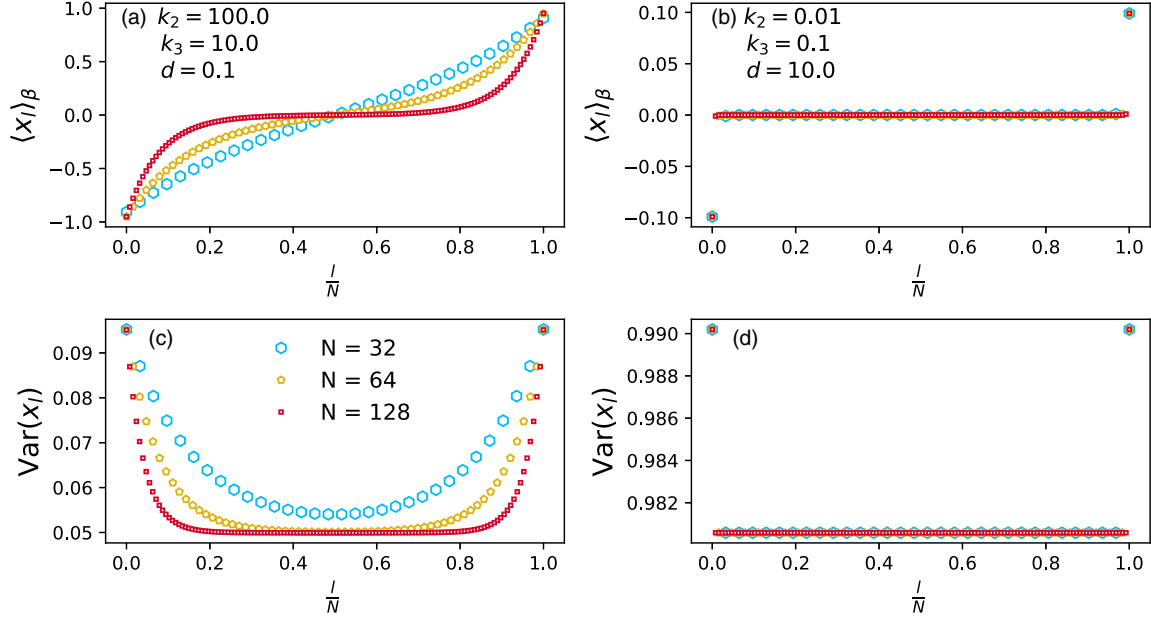 (a) k₂ = 100.0
k₃ = 10.0
d = 0.1
1.0
0.5
0.0
−0.5
−1.0
⟨x_l⟩_β
0.0 0.2 0.4 0.6 0.8 1.0
l/N
(b) k₂ = 0.01
k₃ = 0.1
d = 10.0
0.10
0.05
0.00
−0.05
−0.10
⟨x_l⟩_β
0.0 0.2 0.4 0.6 0.8 1.0
l/N
(c)
N = 32
N = 64
N = 128
0.09
0.08
0.07
0.06
0.05
Var(x_l)
0.0 0.2 0.4 0.6 0.8 1.0
l/N
(d)
0.990
0.988
0.986
0.984
0.982
Var(x_l)
0.0 0.2 0.4 0.6 0.8 1.0
l/N